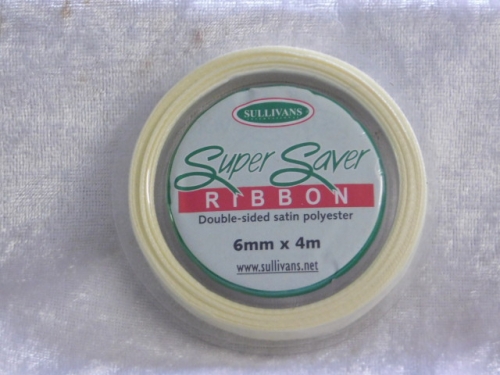 SULLIVANS
Super Saver
RIBBON
Double-sided satin polyester
6mm x 4m
www.sullivans.net